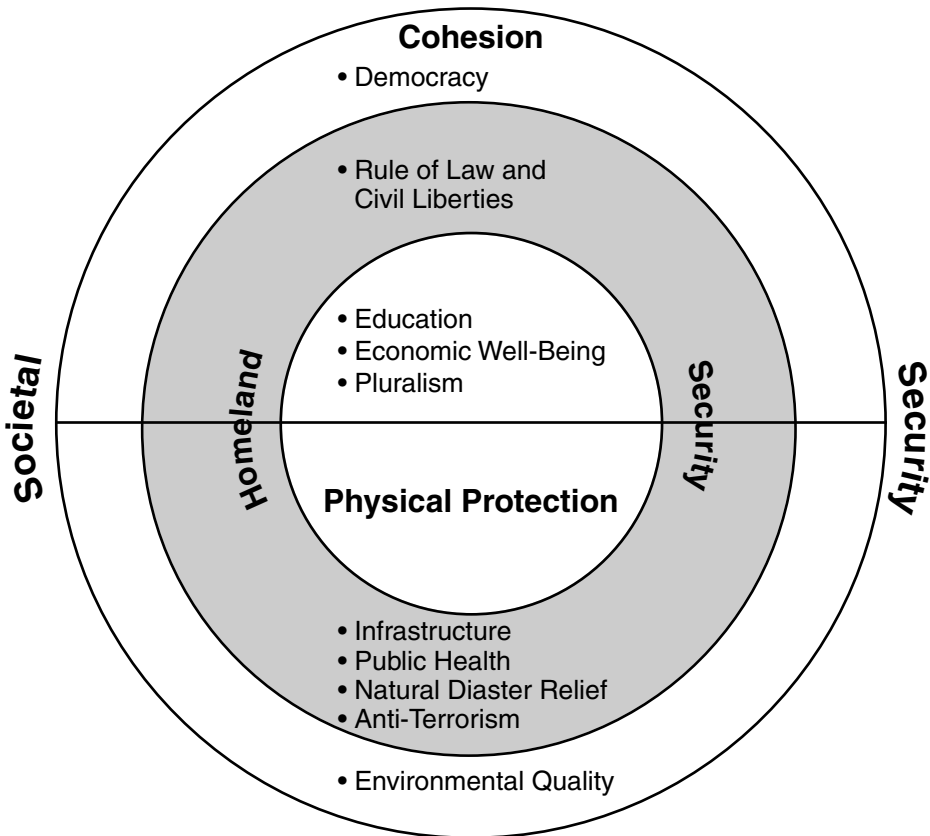 Cohesion
• Democracy
• Rule of Law and
Civil Liberties
• Education
• Economic Well-Being
• Pluralism
Societal
Homeland
Security
Security
Physical Protection
• Infrastructure
• Public Health
• Natural Diaster Relief
• Anti-Terrorism
• Environmental Quality